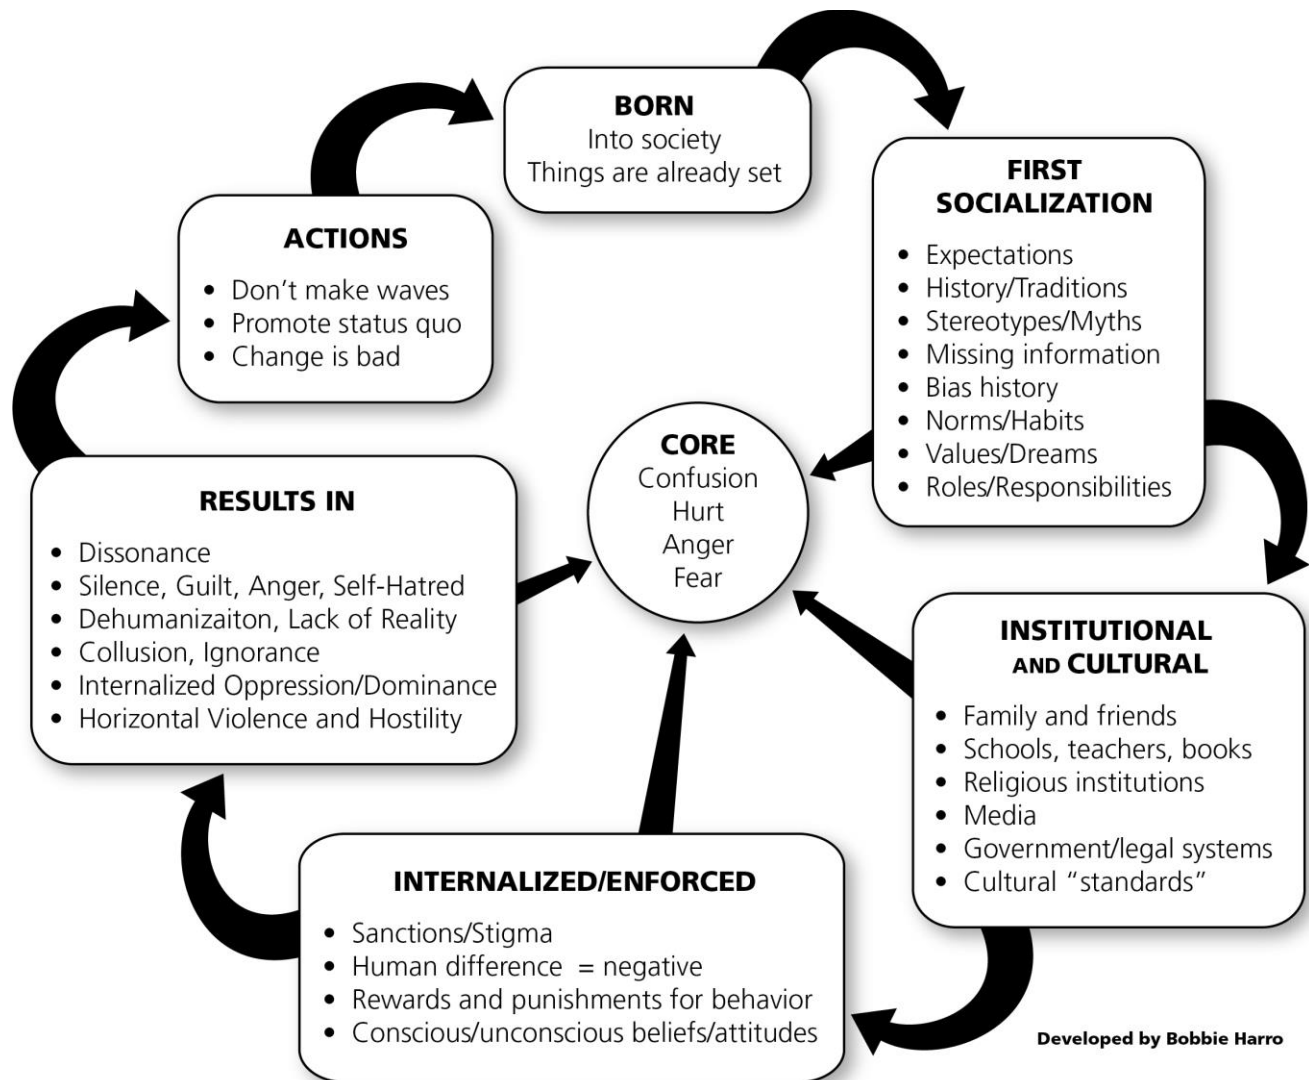 BORN
Into society
Things are already set
FIRST
SOCIALIZATION
• Expectations
• History/Traditions
• Stereotypes/Myths
• Missing information
• Bias history
• Norms/Habits
• Values/Dreams
• Roles/Responsibilities
INSTITUTIONAL
AND CULTURAL
• Family and friends
• Schools, teachers, books
• Religious institutions
• Media
• Government/legal systems
• Cultural “standards”
INTERNALIZED/ENFORCED
• Sanctions/Stigma
• Human difference = negative
• Rewards and punishments for behavior
• Conscious/unconscious beliefs/attitudes
RESULTS IN
• Dissonance
• Silence, Guilt, Anger, Self-Hatred
• Dehumanizaiton, Lack of Reality
• Collusion, Ignorance
• Internalized Oppression/Dominance
• Horizontal Violence and Hostility
ACTIONS
• Don’t make waves
• Promote status quo
• Change is bad
CORE
Confusion
Hurt
Anger
Fear
Developed by Bobbie Harro